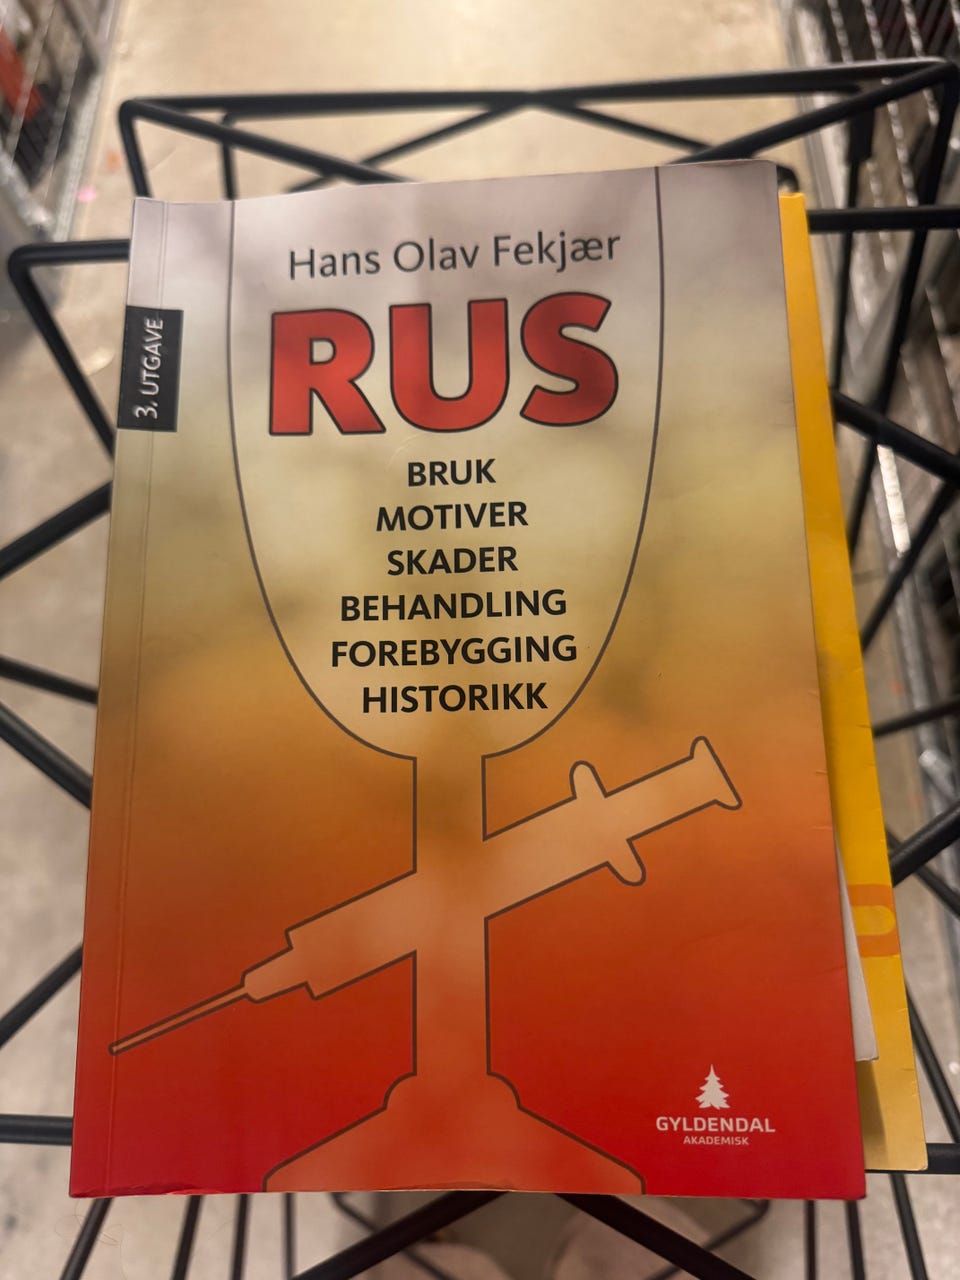 Hans Olav Fekjær
RUS
3. UTGAVE
BRUK
MOTIVER
SKADER
BEHANDLING
FOREBYGGING
HISTORIKK
GYLDENDAL
AKADEMISK